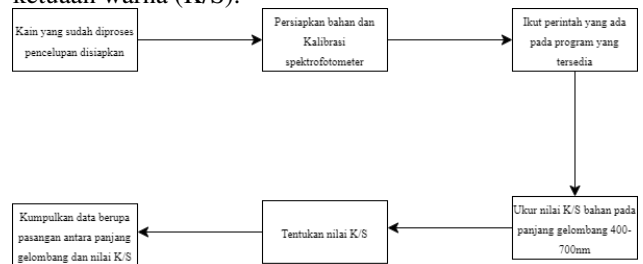 ketuaan warna (K/S).
Kain yang sudah diproses
pencelupan disiapkan
Persiapkan bahan dan
Kalibrasi
spektrofotometer
Ikut perintah yang ada
pada program yang
tersedia
Ukur nilai K/S bahan pada
panjang gelombang 400-
700nm
Tentukan nilai K/S
Kumpulkan data berupa
pasangan antara panjang
gelombang dan nilai K/S